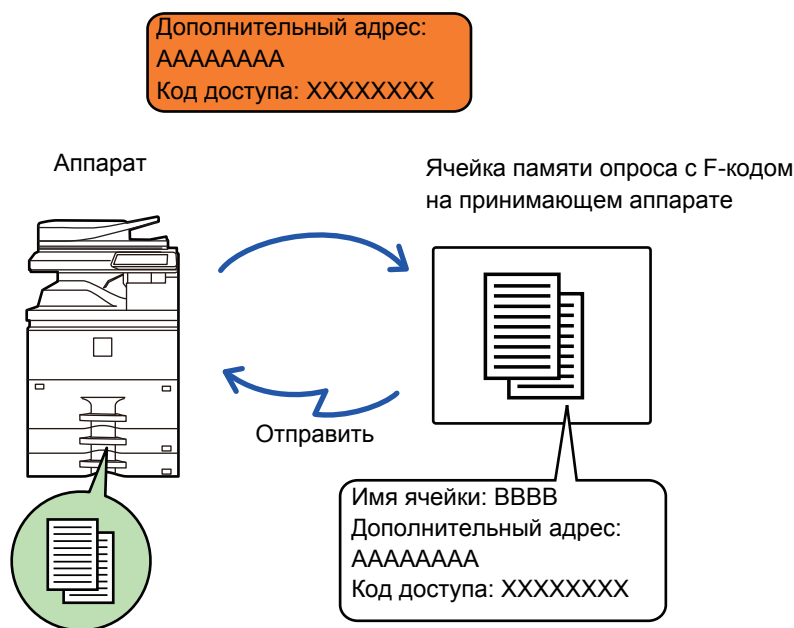 Дополнительный адрес:
AAAAAAAA
Код доступа: XXXXXXXX
Аппарат
Ячейка памяти опроса с F-кодом
на принимающем аппарате
Отправить
Имя ячейки: BBBB
Дополнительный адрес:
AAAAAAAA
Код доступа: XXXXXXXX